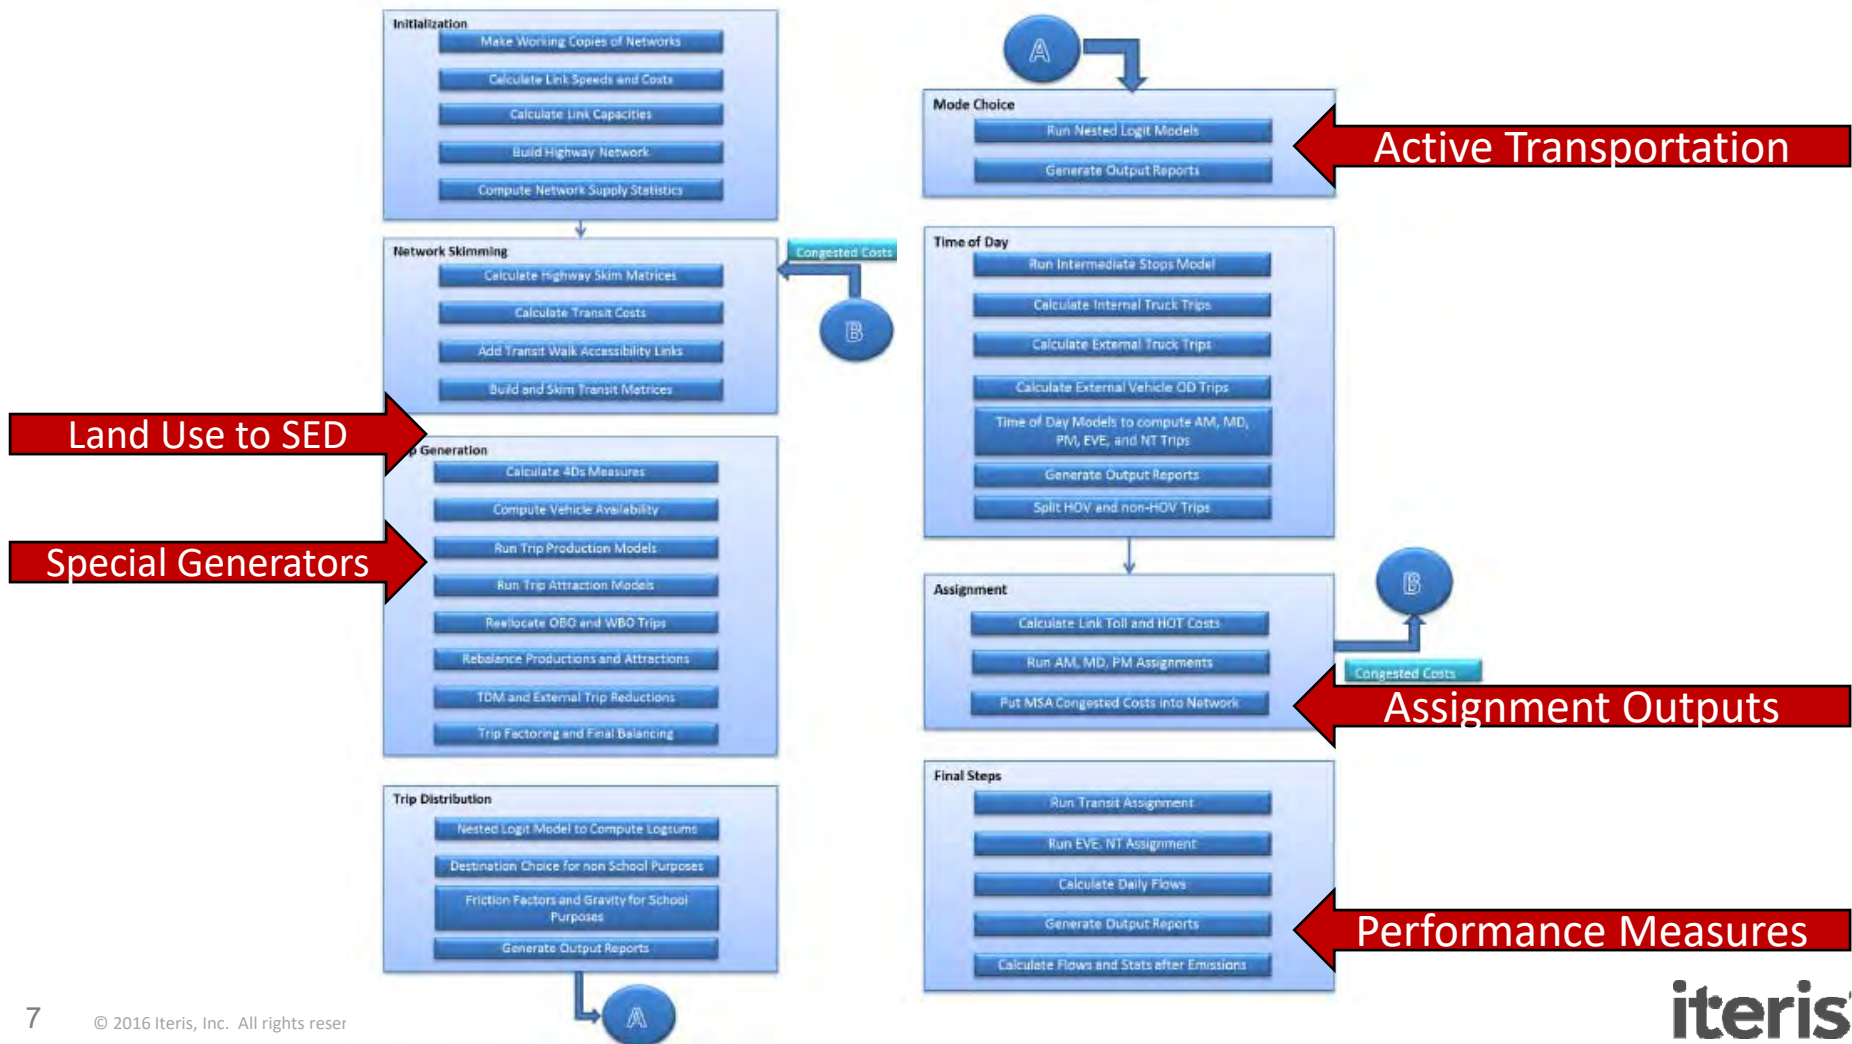 Initialization
Make Working Copies of Networks
Calculate Link Speeds and Costs
Calculate Link Capacities
Build Highway Network
Compute Network Supply Statistics
Network Skimming
Calculate Highway Skim Matrices
Calculate Transit Costs
Add Transit Walk Accessibility Links
Build and Skim Transit Matrices
Congested Costs
B
Land Use to SED
p Generation
Calculate 4Ds Measures
Compute Vehicle Availability
Run Trip Production Models
Special Generators
Run Trip Attraction Models
Reallocate OBO and WBO Trips
Rebalance Productions and Attractions
TDM and External Trip Reductions
Trip Factoring and Final Balancing
Trip Distribution
Nested Logit Model to Compute Logsums
Destination Choice for non School Purposes
Friction Factors and Gravity for School
Purposes
Generate Output Reports
A
A
Mode Choice
Run Nested Logit Models
Generate Output Reports
Active Transportation
Time of Day
Run Intermediate Stops Model
Calculate Internal Truck Trips
Calculate External Truck Trips
Calculate External Vehicle OD Trips
Time of Day Models to compute AM, MD,
PM, EVE, and NT Trips
Generate Output Reports
Split HOV and non-HOV Trips
Assignment
Calculate Link Toll and HOT Costs
Run AM, MD, PM Assignments
Put MSA Congested Costs into Network
B
Congested Costs
Assignment Outputs
Final Steps
Run Transit Assignment
Run EVE, NT Assignment
Calculate Daily Flows
Generate Output Reports
Calculate Flows and Stats after Emissions
Performance Measures
7
© 2016 Iteris, Inc. All rights reser
iteris